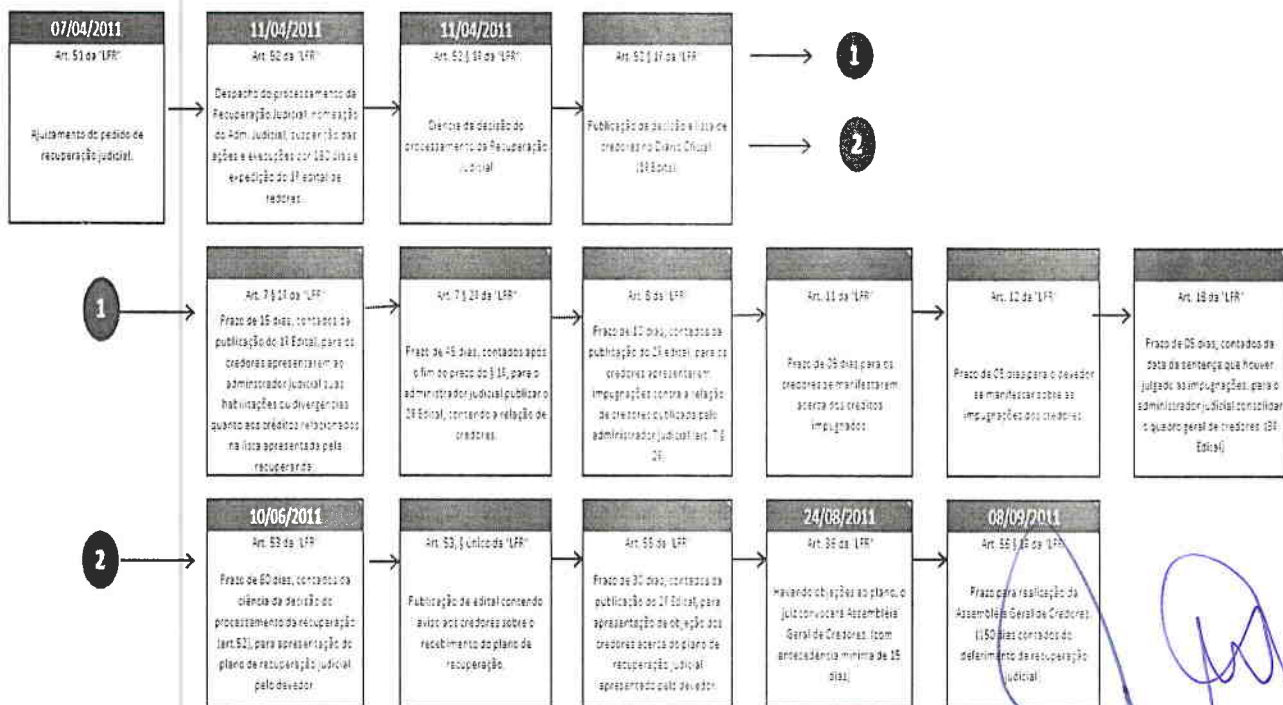 07/04/2011
Art. 51 da "LFR"
Ajuizamento do pedido de
recuperação judicial.
11/04/2011
Art. 52 da "LFR"
Despacho do processamento da
Recuperação Judicial, nomeação
do Adm. Judicial, suspenção das
ações e execuções por 180 dias e
expedição do 1º edital de
redores.
11/04/2011
Art. 52 § 1º da "LFR"
Ciência da decisão do
processamento da Recuperação
Judicial
Art. 52 § 1º da "LFR"
Publicação da decisão e lista de
credores no Diário Oficial
(1º Edital)
1
2
1
Art. 7 § 1º da "LFR"
Prazo de 15 dias, contados da
publicação do 1º Edital, para os
credores apresentarem ao
administrador judicial suas
habilitações ou divergências
quanto aos créditos relacionados
na lista apresentada pela
recuperanda.
Art. 7 § 2º da "LFR"
Prazo de 45 dias, contados após
o fim do prazo do § 1º, para o
administrador judicial publicar o
2º Edital, contendo a relação de
credores.
Art. 8 da "LFR"
Prazo de 10 dias, contados da
publicação do 2º edital, para os
credores apresentarem
impugnações contra a relação
de credores publicada pelo
administrador judicial (art. 7 §
2º)
Art. 11 da "LFR"
Prazo de 05 dias para os
credores se manifestarem
acerca dos créditos
impugnados
Art. 12 da "LFR"
Prazo de 05 dias para o devedor
se manifestar sobre as
impugnações dos credores.
Art. 18 da "LFR"
Prazo de 05 dias, contados da
data da sentença que houver
julgado as impugnações, para o
administrador judicial consolidar
o quadro geral de credores. (3º
Edital)
2
10/06/2011
Art. 53 da "LFR"
Prazo de 60 dias, contados da
ciência da decisão do
processamento da recuperação
(art.52), para apresentação do
plano de recuperação judicial
pelo devedor.
Art. 53, § único da "LFR"
Publicação de edital contendo
aviso aos credores sobre o
recebimento do plano de
recuperação.
Art. 55 da "LFR"
Prazo de 30 dias, contados da
publicação do 2º Edital, para
apresentação de objeção dos
credores acerca do plano de
recuperação judicial
apresentado pelo devedor.
24/08/2011
Art. 36 da "LFR"
Havendo objeções ao plano, o
juiz convocará Assembléia
Geral de Credores. (com
antecedência mínima de 15
dias)
08/09/2011
Art. 56 § 1º da "LFR"
Prazo para realização da
Assembléia Geral de Credores.
(150 dias contados do
deferimento da recuperação
judicial)